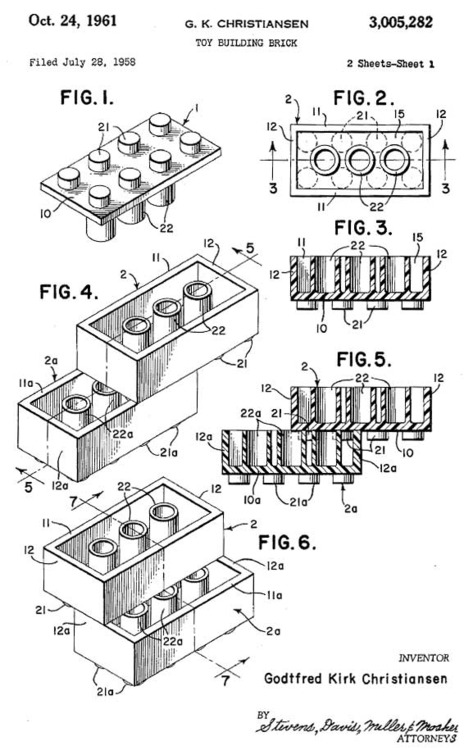 Oct. 24, 1961 G. K. CHRISTIANSEN 3,005,282
TOY BUILDING BRICK
Filed July 28, 1958 2 Sheets-Sheet 1
FIG. 1.
21
1
10
22
FIG. 2.
2
11
21
15
12
12
3
3
11
22
FIG. 3.
11
22
15
12
12
10
21
FIG. 4.
2
11
12
5
22
21
2a
11a
22a
21a
12a
5
FIG. 5.
12
2
22
12
21
22a
12a
21
10
12a
10a
21a
2a
FIG. 6.
7
22
12
11
12
2
12a
11a
21
12a
22a
2a
21a
7
INVENTOR
Godtfred Kirk Christiansen
BY
Stevens, Davis, Miller & Mosher
ATTORNEYS